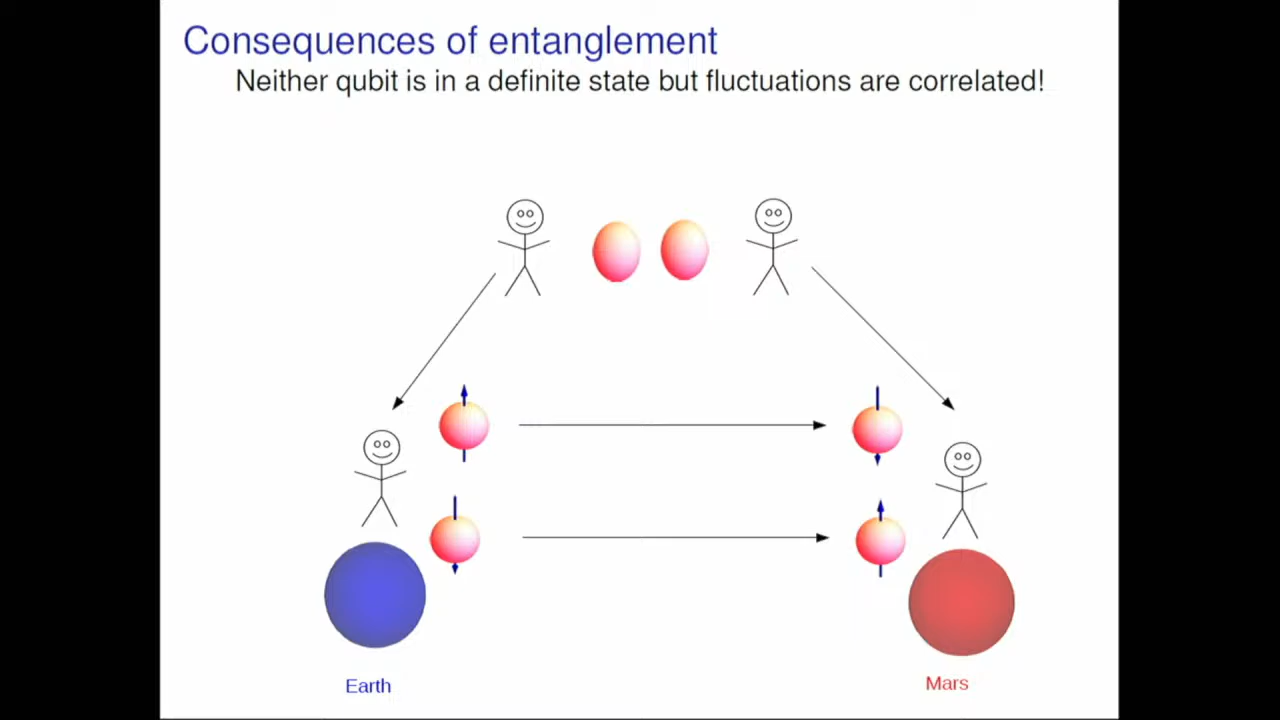 Consequences of entanglement
Neither qubit is in a definite state but fluctuations are correlated!
Earth
Mars